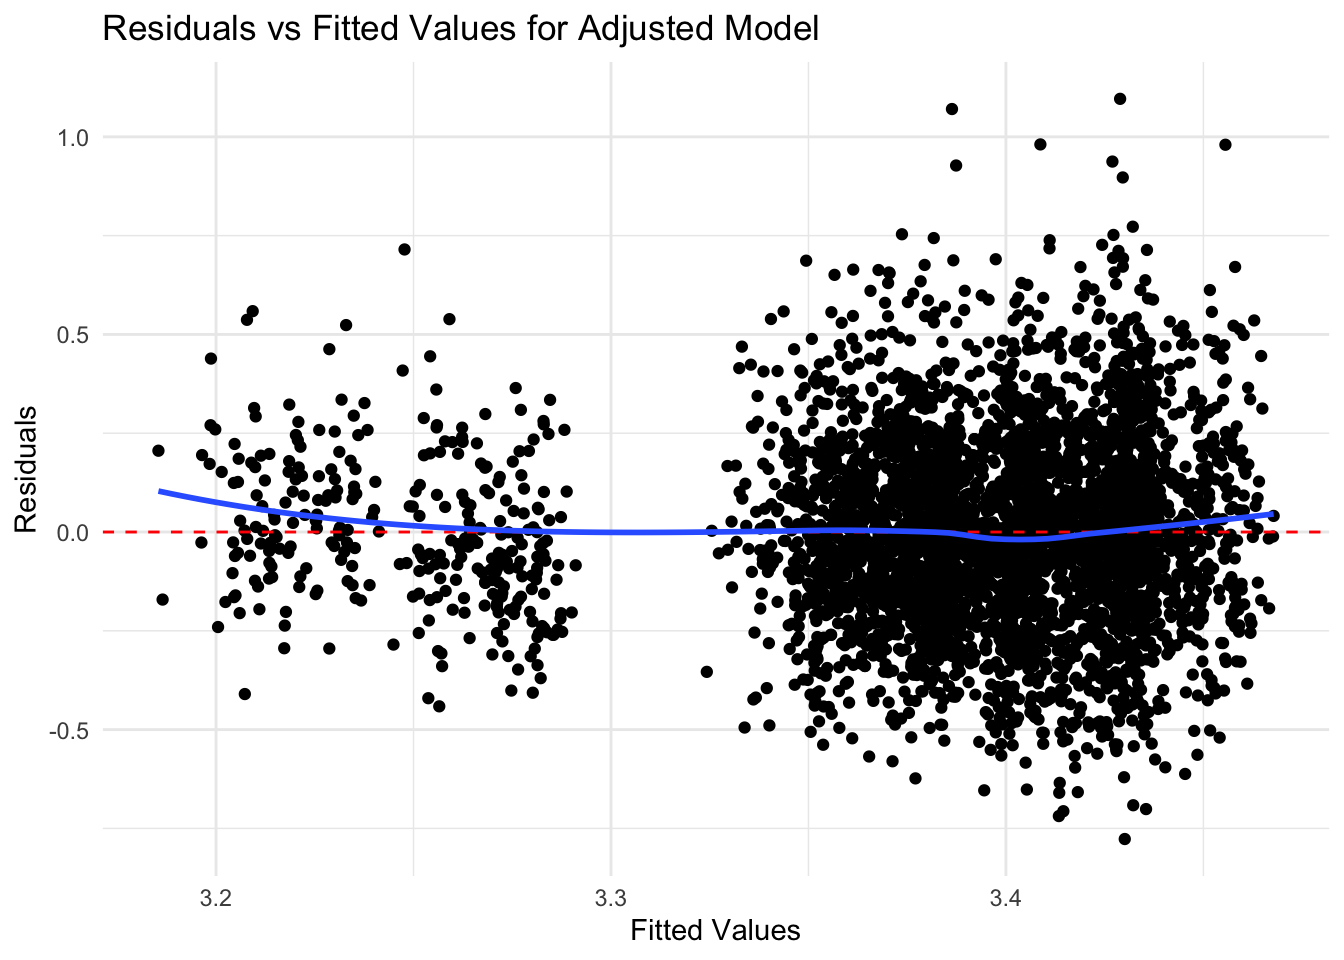 Residuals vs Fitted Values for Adjusted Model
1.0
0.5
0.0
-0.5
Residuals
3.2
3.3
3.4
Fitted Values